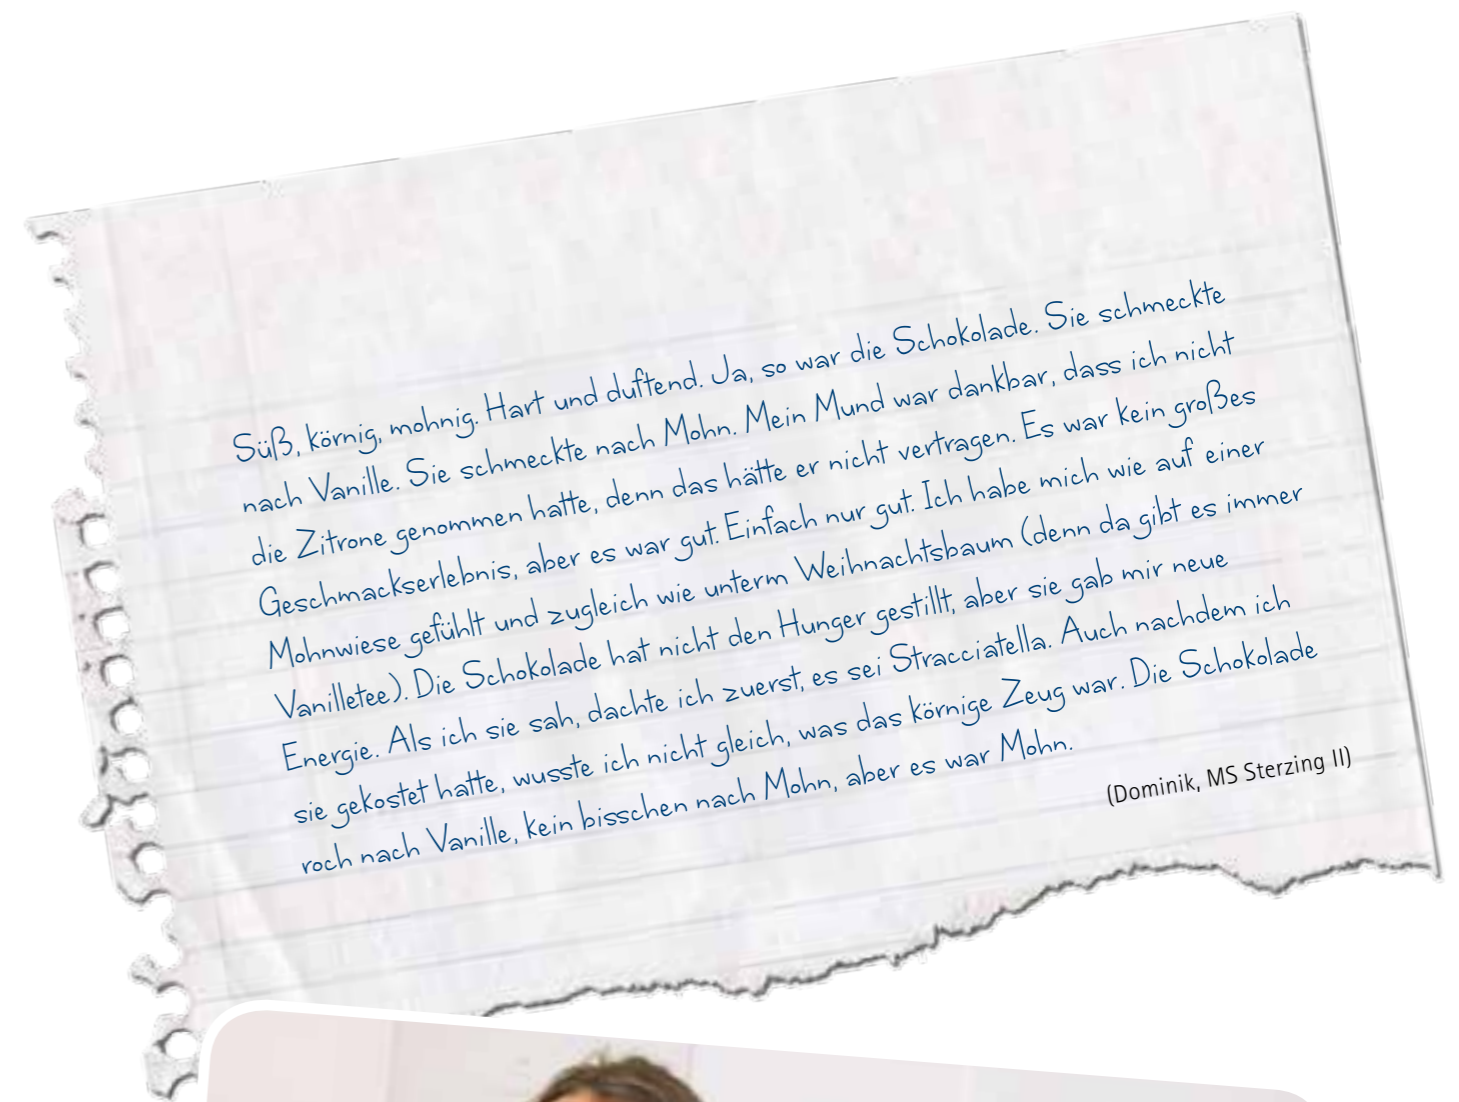 Süß, körnig, mohnig. Hart und duftend. Ja, so war die Schokolade. Sie schmeckte
nach Vanille. Sie schmeckte nach Mohn. Mein Mund war dankbar, dass ich nicht
die Zitrone genommen hatte, denn das hätte er nicht vertragen. Es war kein großes
Geschmackserlebnis, aber es war gut. Einfach nur gut. Ich habe mich wie auf einer
Mohnwiese gefühlt und zugleich wie unterm Weihnachtsbaum (denn da gibt es immer
Vanilletee). Die Schokolade hat nicht den Hunger gestillt, aber sie gab mir neue
Energie. Als ich sie sah, dachte ich zuerst, es sei Stracciatella. Auch nachdem ich
sie gekostet hatte, wusste ich nicht gleich, was das körnige Zeug war. Die Schokolade
roch nach Vanille, kein bisschen nach Mohn, aber es war Mohn.
(Dominik, MS Sterzing II)